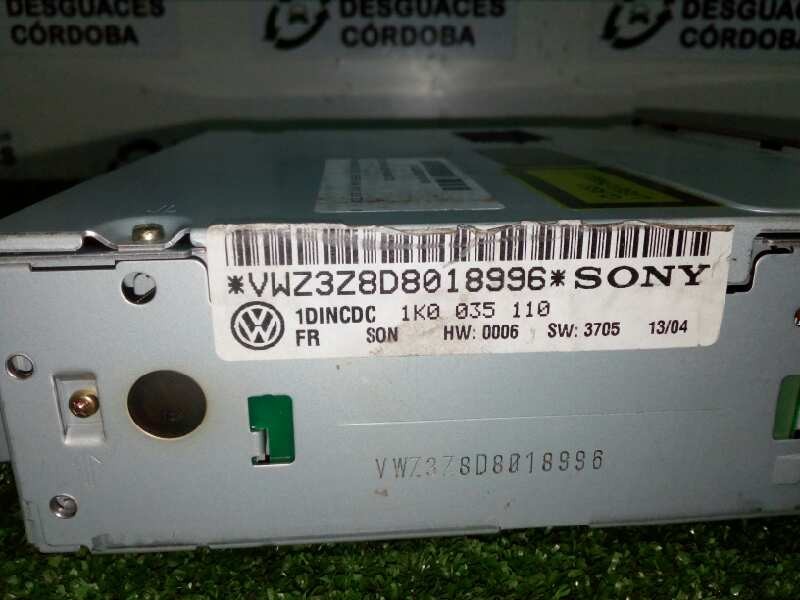 DESGUACES
CÓRDOBA
DESGUACES
CÓRDOBA
DESGUACES
CÓRDOBA
*VWZ3Z8D8018996* SONY
1DINCDC 1K0 035 110
FR SON HW: 0006 SW: 3705 13/04
VWZ3Z8D8018996